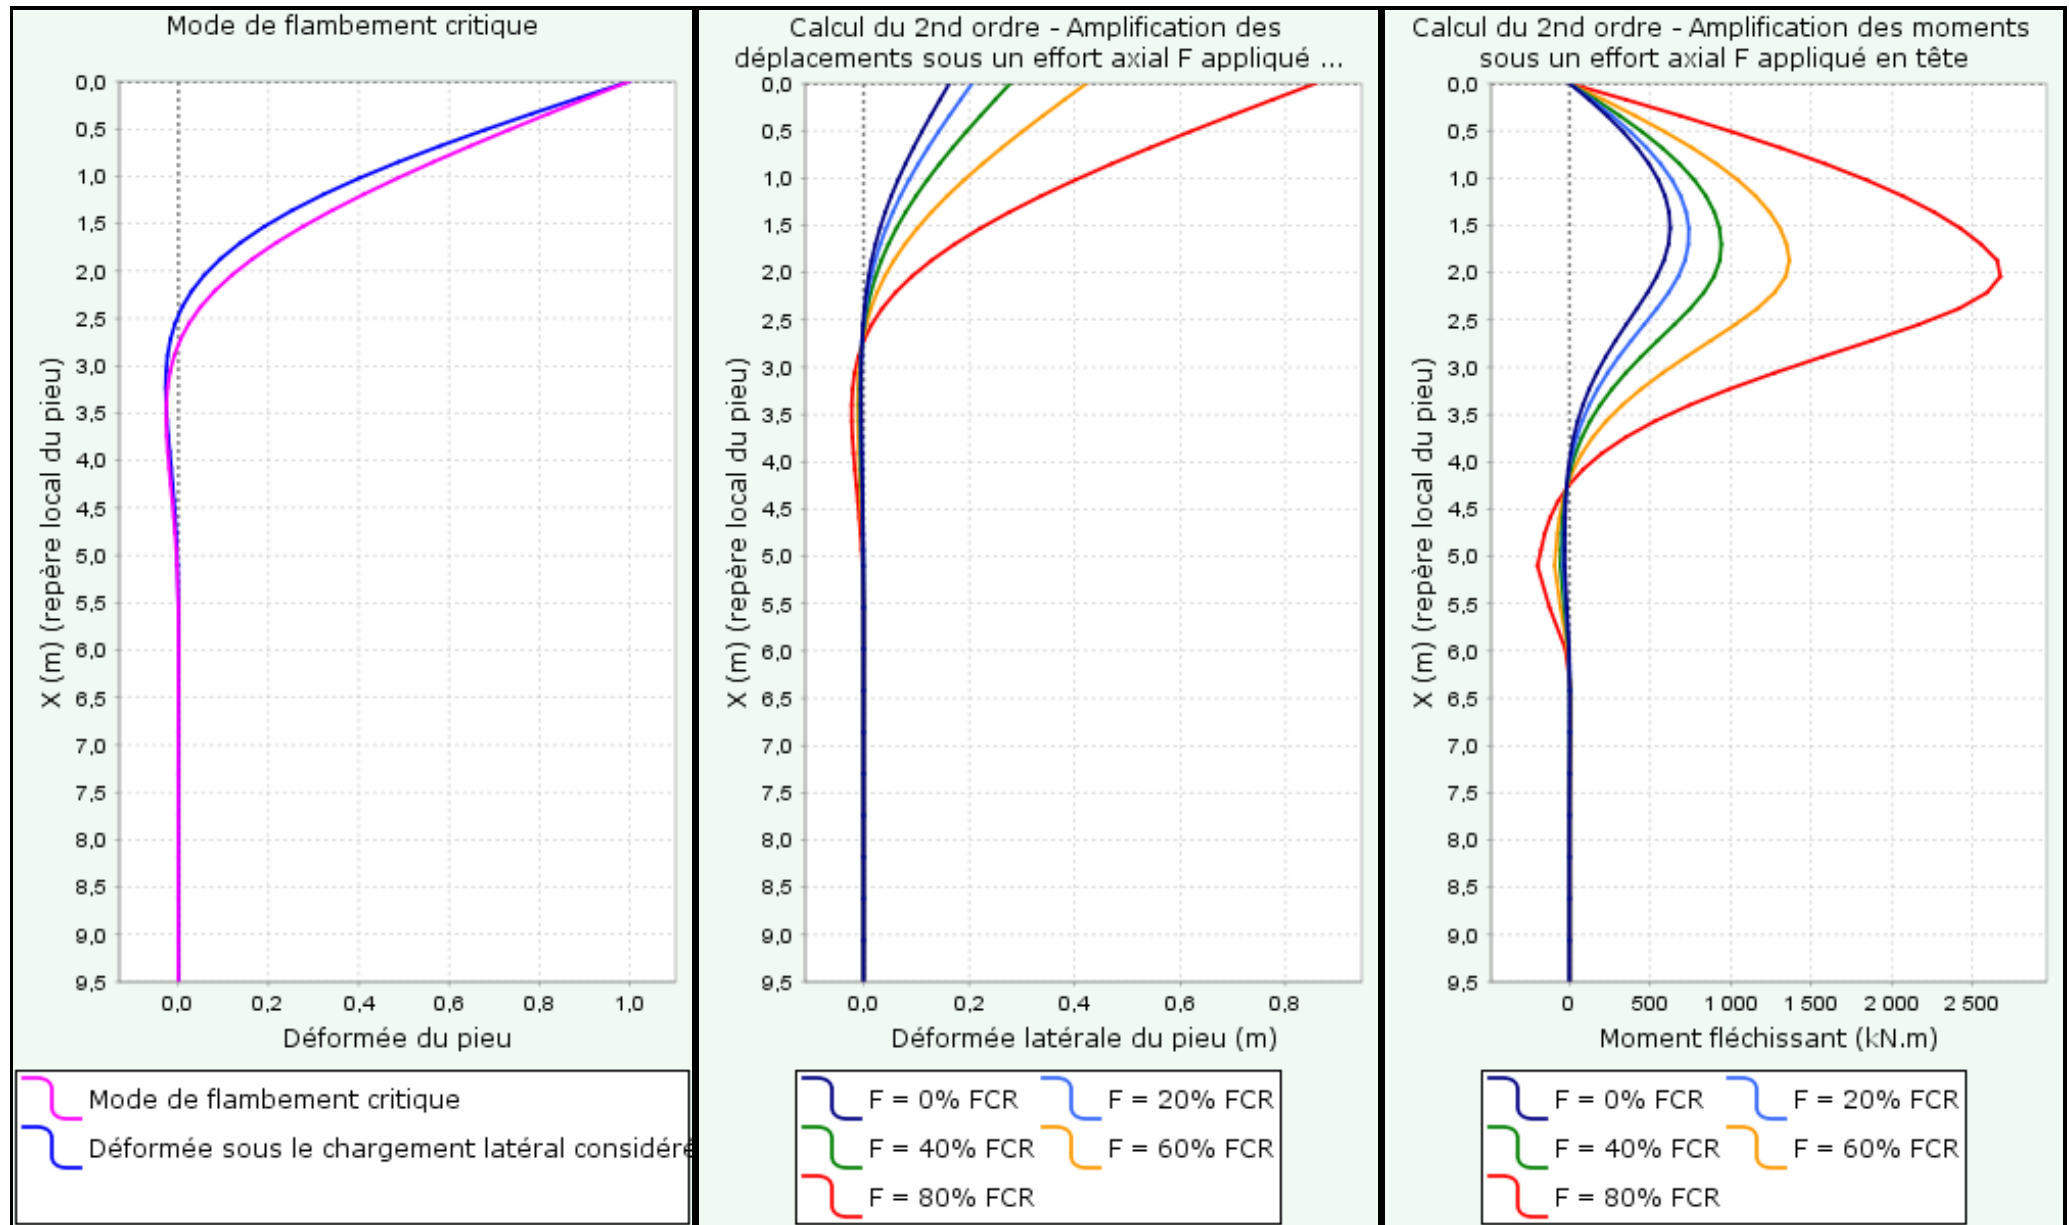 Mode de flambement critique
0,0
0,5
1,0
1,5
2,0
2,5
3,0
3,5
4,0
4,5
5,0
5,5
6,0
6,5
7,0
7,5
8,0
8,5
9,0
9,5
X (m) (repère local du pieu)
0,0 0,2 0,4 0,6 0,8 1,0
Déformée du pieu
Mode de flambement critique
Déformée sous le chargement latéral considéré
Calcul du 2nd ordre - Amplification des
déplacements sous un effort axial F appliqué ...
0,0
0,5
1,0
1,5
2,0
2,5
3,0
3,5
4,0
4,5
5,0
5,5
6,0
6,5
7,0
7,5
8,0
8,5
9,0
9,5
X (m) (repère local du pieu)
0,0 0,2 0,4 0,6 0,8
Déformée latérale du pieu (m)
F = 0% FCR F = 20% FCR
F = 40% FCR F = 60% FCR
F = 80% FCR
Calcul du 2nd ordre - Amplification des moments
sous un effort axial F appliqué en tête
0,0
0,5
1,0
1,5
2,0
2,5
3,0
3,5
4,0
4,5
5,0
5,5
6,0
6,5
7,0
7,5
8,0
8,5
9,0
9,5
X (m) (repère local du pieu)
0 500 1 000 1 500 2 000 2 500
Moment fléchissant (kN.m)
F = 0% FCR F = 20% FCR
F = 40% FCR F = 60% FCR
F = 80% FCR